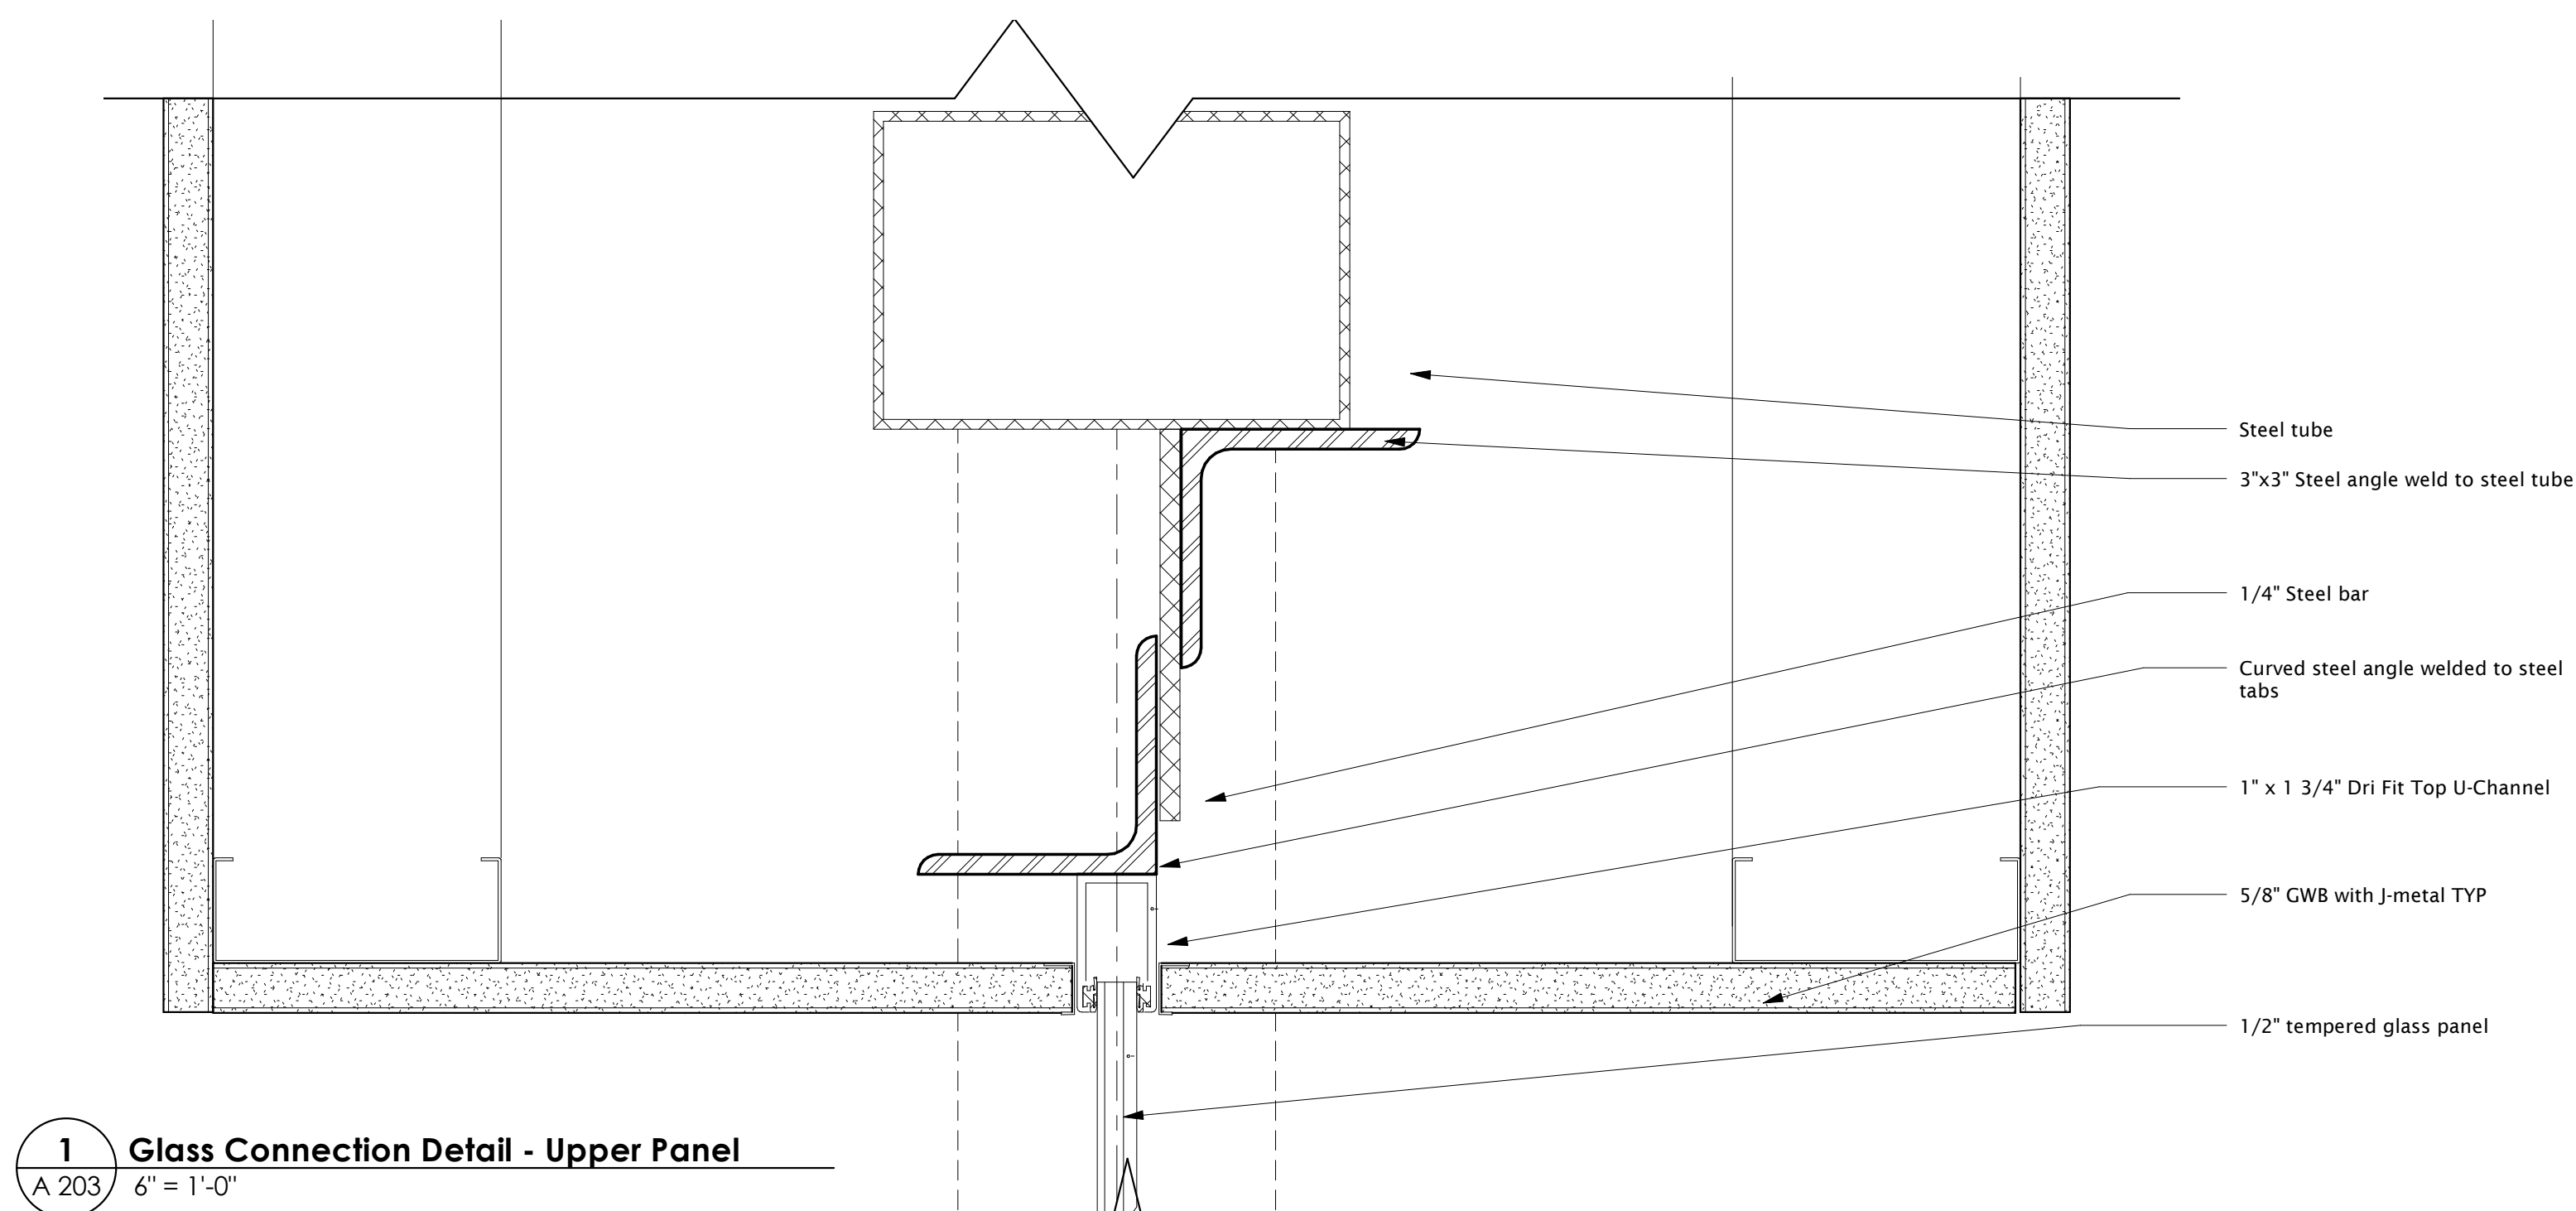 Steel tube
3"x3" Steel angle weld to steel tube
1/4" Steel bar
Curved steel angle welded to steel
tabs
1" x 1 3/4" Dri Fit Top U-Channel
5/8" GWB with J-metal TYP
1/2" tempered glass panel
1
Glass Connection Detail - Upper Panel
A 203
6" = 1'-0"